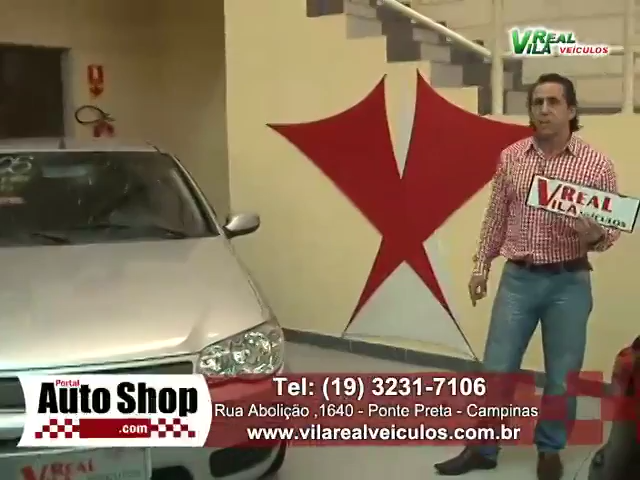 VREAL
VILA VEÍCULOS
VREAL
VILA VEÍCULOS
Portal
Auto Shop
.com
Tel: (19) 3231-7106
Rua Abolição ,1640 - Ponte Preta - Campinas
www.vilarealveiculos.com.br
REAL